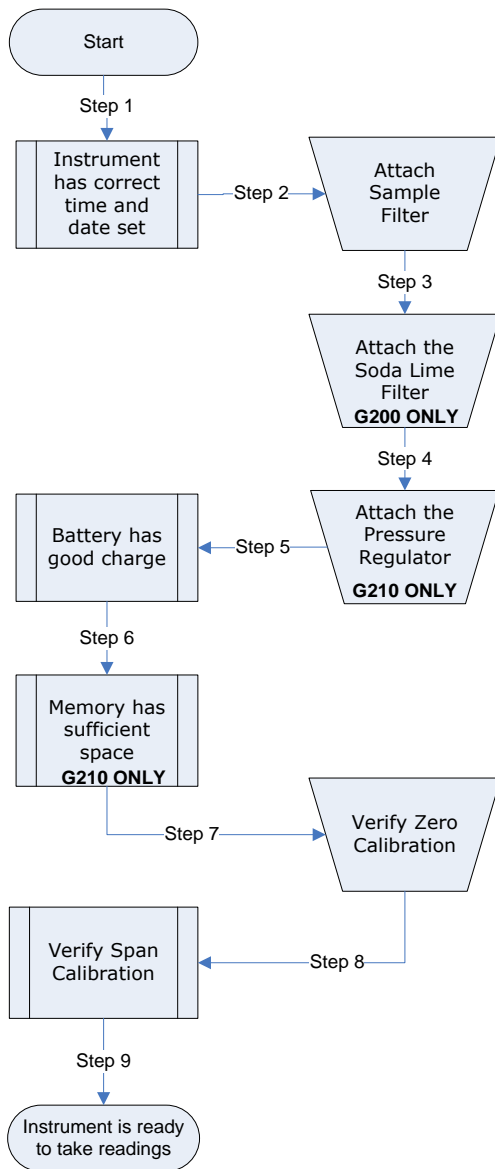 Start
Step 1
Instrument
has correct
time and
date set
Step 2
Attach
Sample
Filter
Step 3
Attach the
Soda Lime
Filter
G200 ONLY
Step 4
Attach the
Pressure
Regulator
G210 ONLY
Step 5
Battery has
good charge
Step 6
Memory has
sufficient
space
G210 ONLY
Step 7
Verify Zero
Calibration
Step 8
Verify Span
Calibration
Step 9
Instrument is ready
to take readings